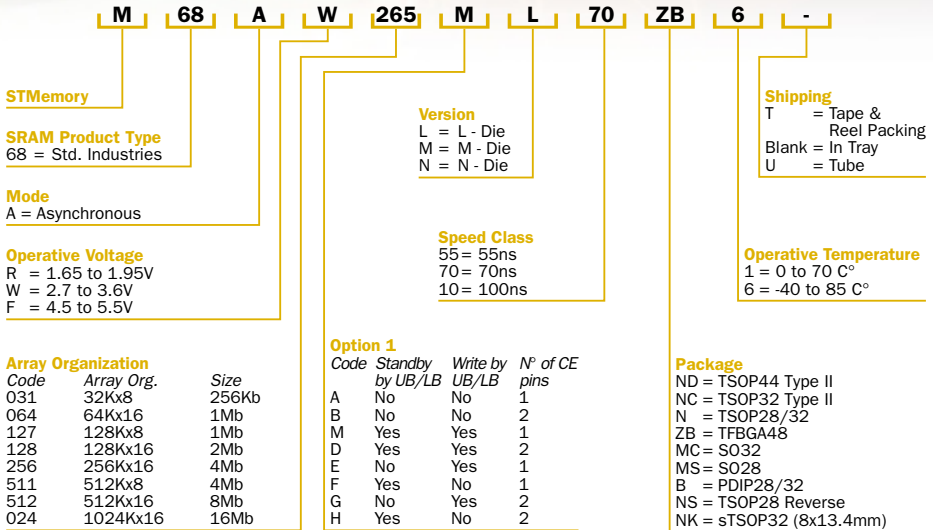 M 68 A W 265 M L 70 ZB 6 -
STMemory
SRAM Product Type
68 = Std. Industries
Mode
A = Asynchronous
Operative Voltage
R = 1.65 to 1.95V
W = 2.7 to 3.6V
F = 4.5 to 5.5V
Array Organization
Code Array Org. Size
031 32Kx8 256Kb
064 64Kx16 1Mb
127 128Kx8 1Mb
128 128Kx16 2Mb
256 256Kx16 4Mb
511 512Kx8 4Mb
512 512Kx16 8Mb
024 1024Kx16 16Mb
Option 1
Code Standby Write by N° of CE
by UB/LB UB/LB pins
A No No 1
B No No 2
M Yes Yes 1
D Yes Yes 2
E No Yes 1
F Yes No 1
G No Yes 2
H Yes No 2
Version
L = L - Die
M = M - Die
N = N - Die
Speed Class
55 = 55ns
70 = 70ns
10 = 100ns
Package
ND = TSOP44 Type II
NC = TSOP32 Type II
N = TSOP28/32
ZB = TFBGA48
MC = SO32
MS = SO28
B = PDIP28/32
NS = TSOP28 Reverse
NK = sTSOP32 (8x13.4mm)
Operative Temperature
1 = 0 to 70 C°
6 = -40 to 85 C°
Shipping
T = Tape &
Reel Packing
Blank = In Tray
U = Tube